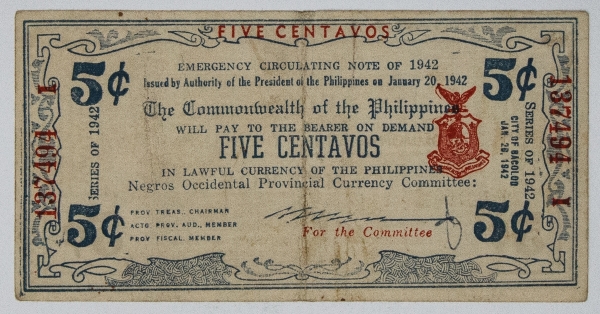 FIVE CENTAVOS
5¢
5¢
EMERGENCY CIRCULATING NOTE OF 1942
Issued by Authority of the President of the Philippines on January 20, 1942
The Commonwealth of the Philippines
WILL PAY TO THE BEARER ON DEMAND
FIVE CENTAVOS
IN LAWFUL CURRENCY OF THE PHILIPPINES
Negros Occidental Provincial Currency Committee:
137494 I
SERIES OF 1942
137494 I
SERIES OF 1942
CITY OF BACOLOD
JAN. 26, 1942
5¢
5¢
PROV. TREAS., CHAIRMAN
ACTG. PROV. AUD., MEMBER
PROV. FISCAL, MEMBER
For the Committee